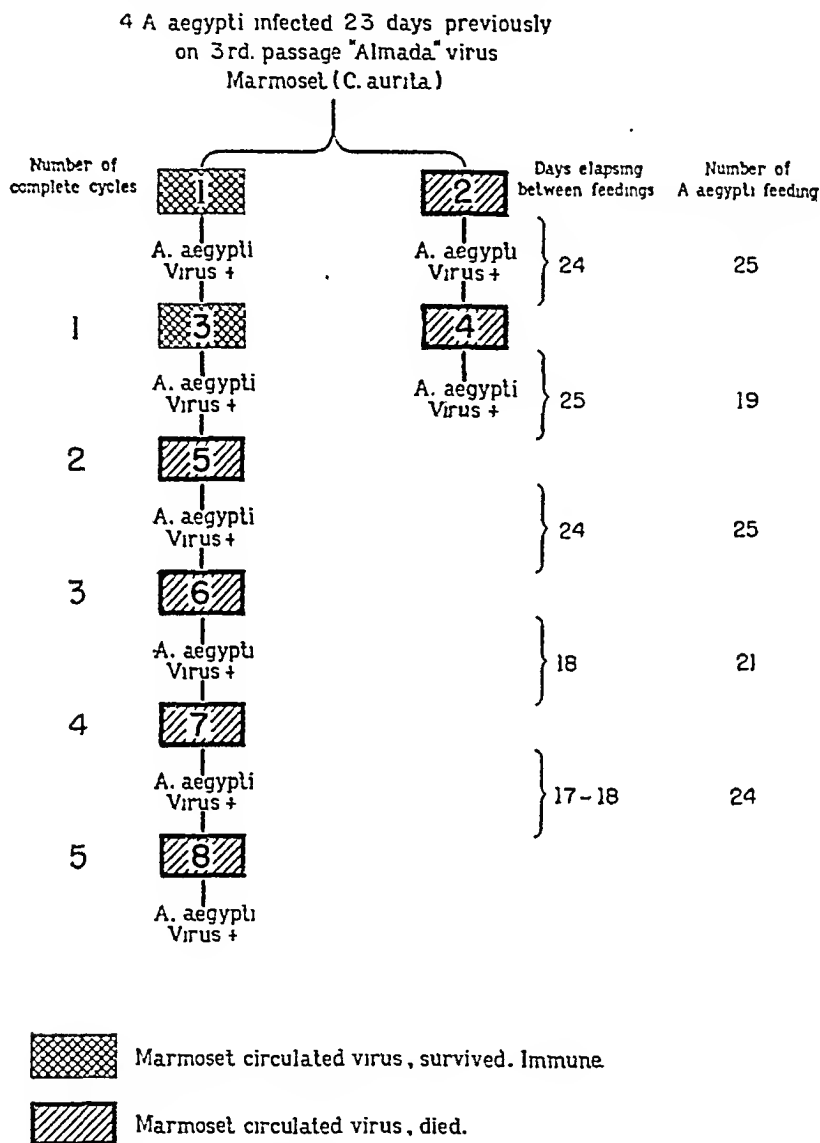 4 A aegypti infected 23 days previously
on 3rd. passage "Almada" virus
Marmoset (C. aurita)
Number of
complete cycles
Days elapsing
between feedings
Number of
A aegypti feeding
1
2
A. aegypti
Virus +
A. aegypti
Virus +
24
25
1
3
4
A. aegypti
Virus +
A. aegypti
Virus +
25
19
2
5
A. aegypti
Virus +
24
25
3
6
A. aegypti
Virus +
18
21
4
7
A. aegypti
Virus +
17-18
24
5
8
A. aegypti
Virus +
Marmoset circulated virus, survived. Immune
Marmoset circulated virus, died.